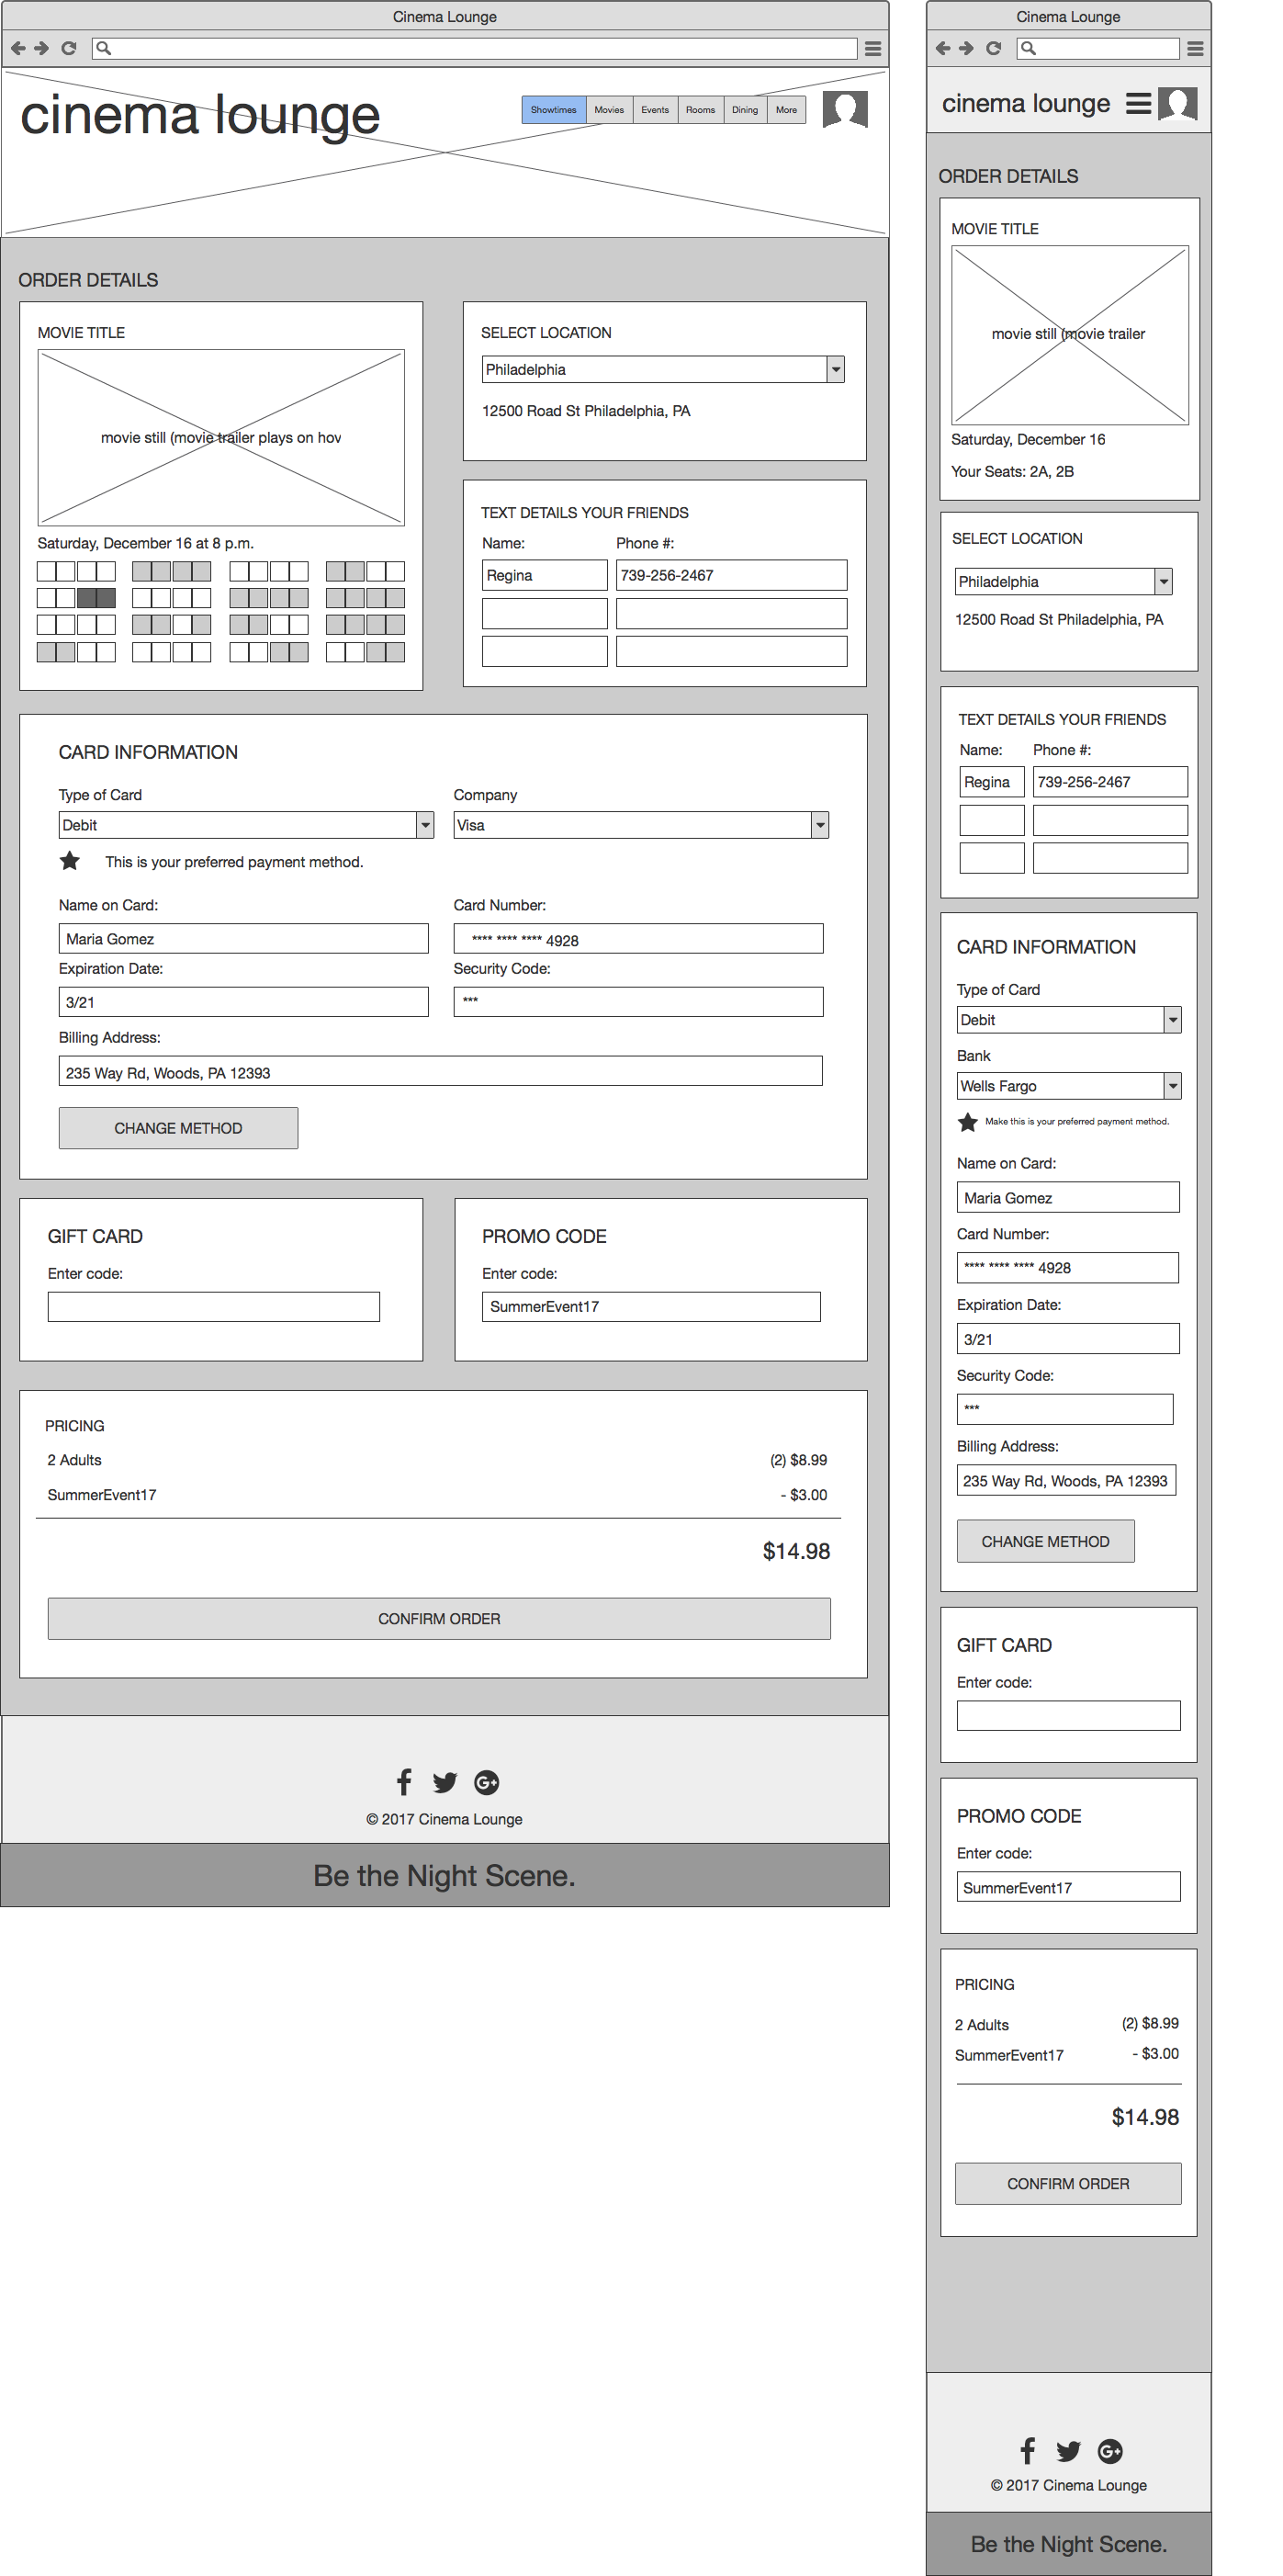 Cinema Lounge
cinema lounge
Showtimes Movies Events Rooms Dining More
ORDER DETAILS
MOVIE TITLE
movie still (movie trailer plays on hov
Saturday, December 16 at 8 p.m.
SELECT LOCATION
Philadelphia
12500 Road St Philadelphia, PA
TEXT DETAILS YOUR FRIENDS
Name: Phone #:
Regina 739-256-2467
CARD INFORMATION
Type of Card Company
Debit Visa
This is your preferred payment method.
Name on Card: Card Number:
Maria Gomez **** **** **** 4928
Expiration Date: Security Code:
3/21 ***
Billing Address:
235 Way Rd, Woods, PA 12393
CHANGE METHOD
GIFT CARD
Enter code:
PROMO CODE
Enter code:
SummerEvent17
PRICING
2 Adults (2) $8.99
SummerEvent17 - $3.00
$14.98
CONFIRM ORDER
© 2017 Cinema Lounge
Be the Night Scene.
Cinema Lounge
cinema lounge
ORDER DETAILS
MOVIE TITLE
movie still (movie trailer
Saturday, December 16
Your Seats: 2A, 2B
SELECT LOCATION
Philadelphia
12500 Road St Philadelphia, PA
TEXT DETAILS YOUR FRIENDS
Name: Phone #:
Regina 739-256-2467
CARD INFORMATION
Type of Card
Debit
Bank
Wells Fargo
Make this is your preferred payment method.
Name on Card:
Maria Gomez
Card Number:
**** **** **** 4928
Expiration Date:
3/21
Security Code:
***
Billing Address:
235 Way Rd, Woods, PA 12393
CHANGE METHOD
GIFT CARD
Enter code:
PROMO CODE
Enter code:
SummerEvent17
PRICING
2 Adults (2) $8.99
SummerEvent17 - $3.00
$14.98
CONFIRM ORDER
© 2017 Cinema Lounge
Be the Night Scene.